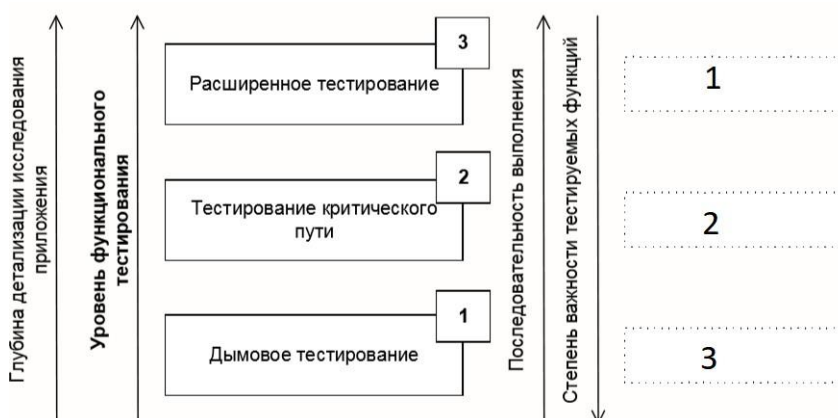 Глубина детализации исследования
приложения
Уровень функционального
тестирования
3
Расширенное тестирование
2
Тестирование критического
пути
1
Дымовое тестирование
Последовательность выполнения
Степень важности тестируемых функций
1
2
3